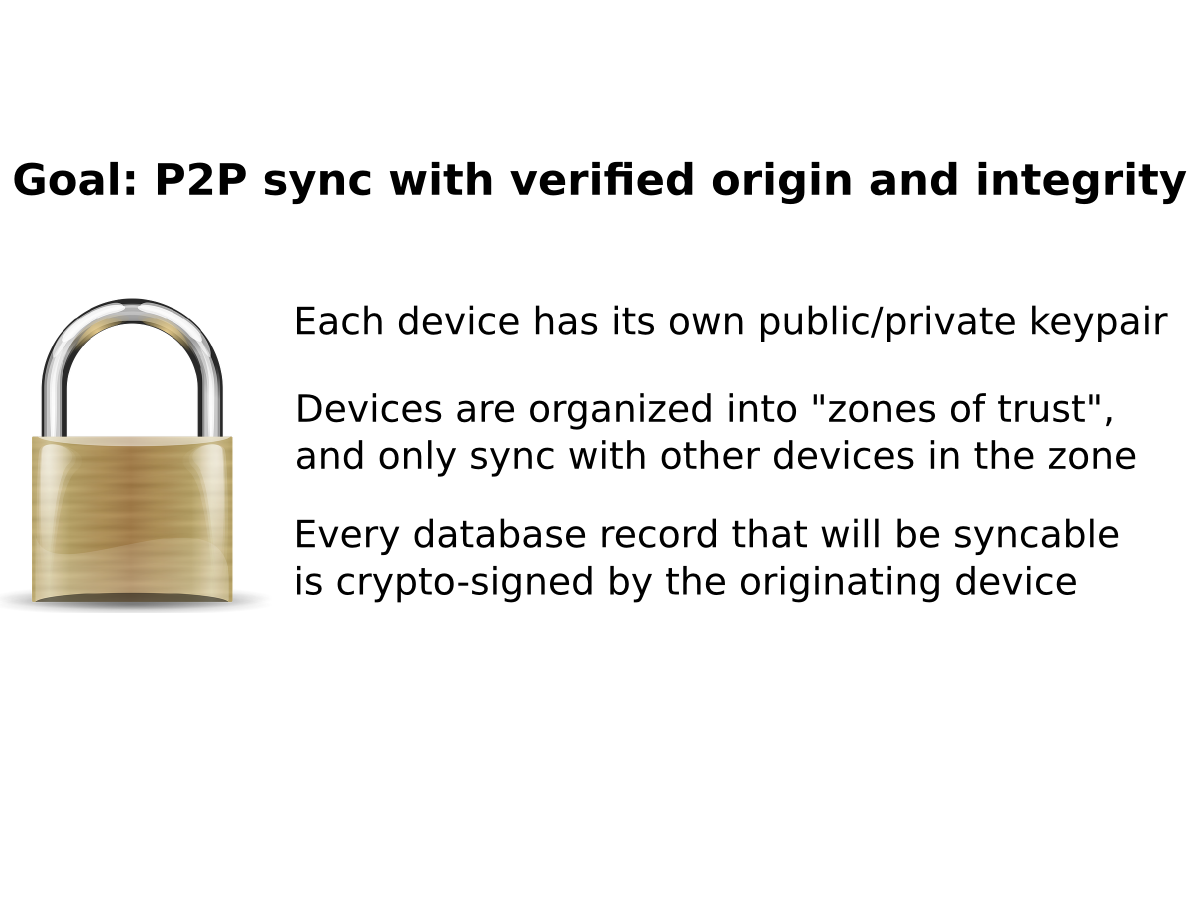 Goal: P2P sync with verified origin and integrity
Each device has its own public/private keypair
Devices are organized into "zones of trust",
and only sync with other devices in the zone
Every database record that will be syncable
is crypto-signed by the originating device